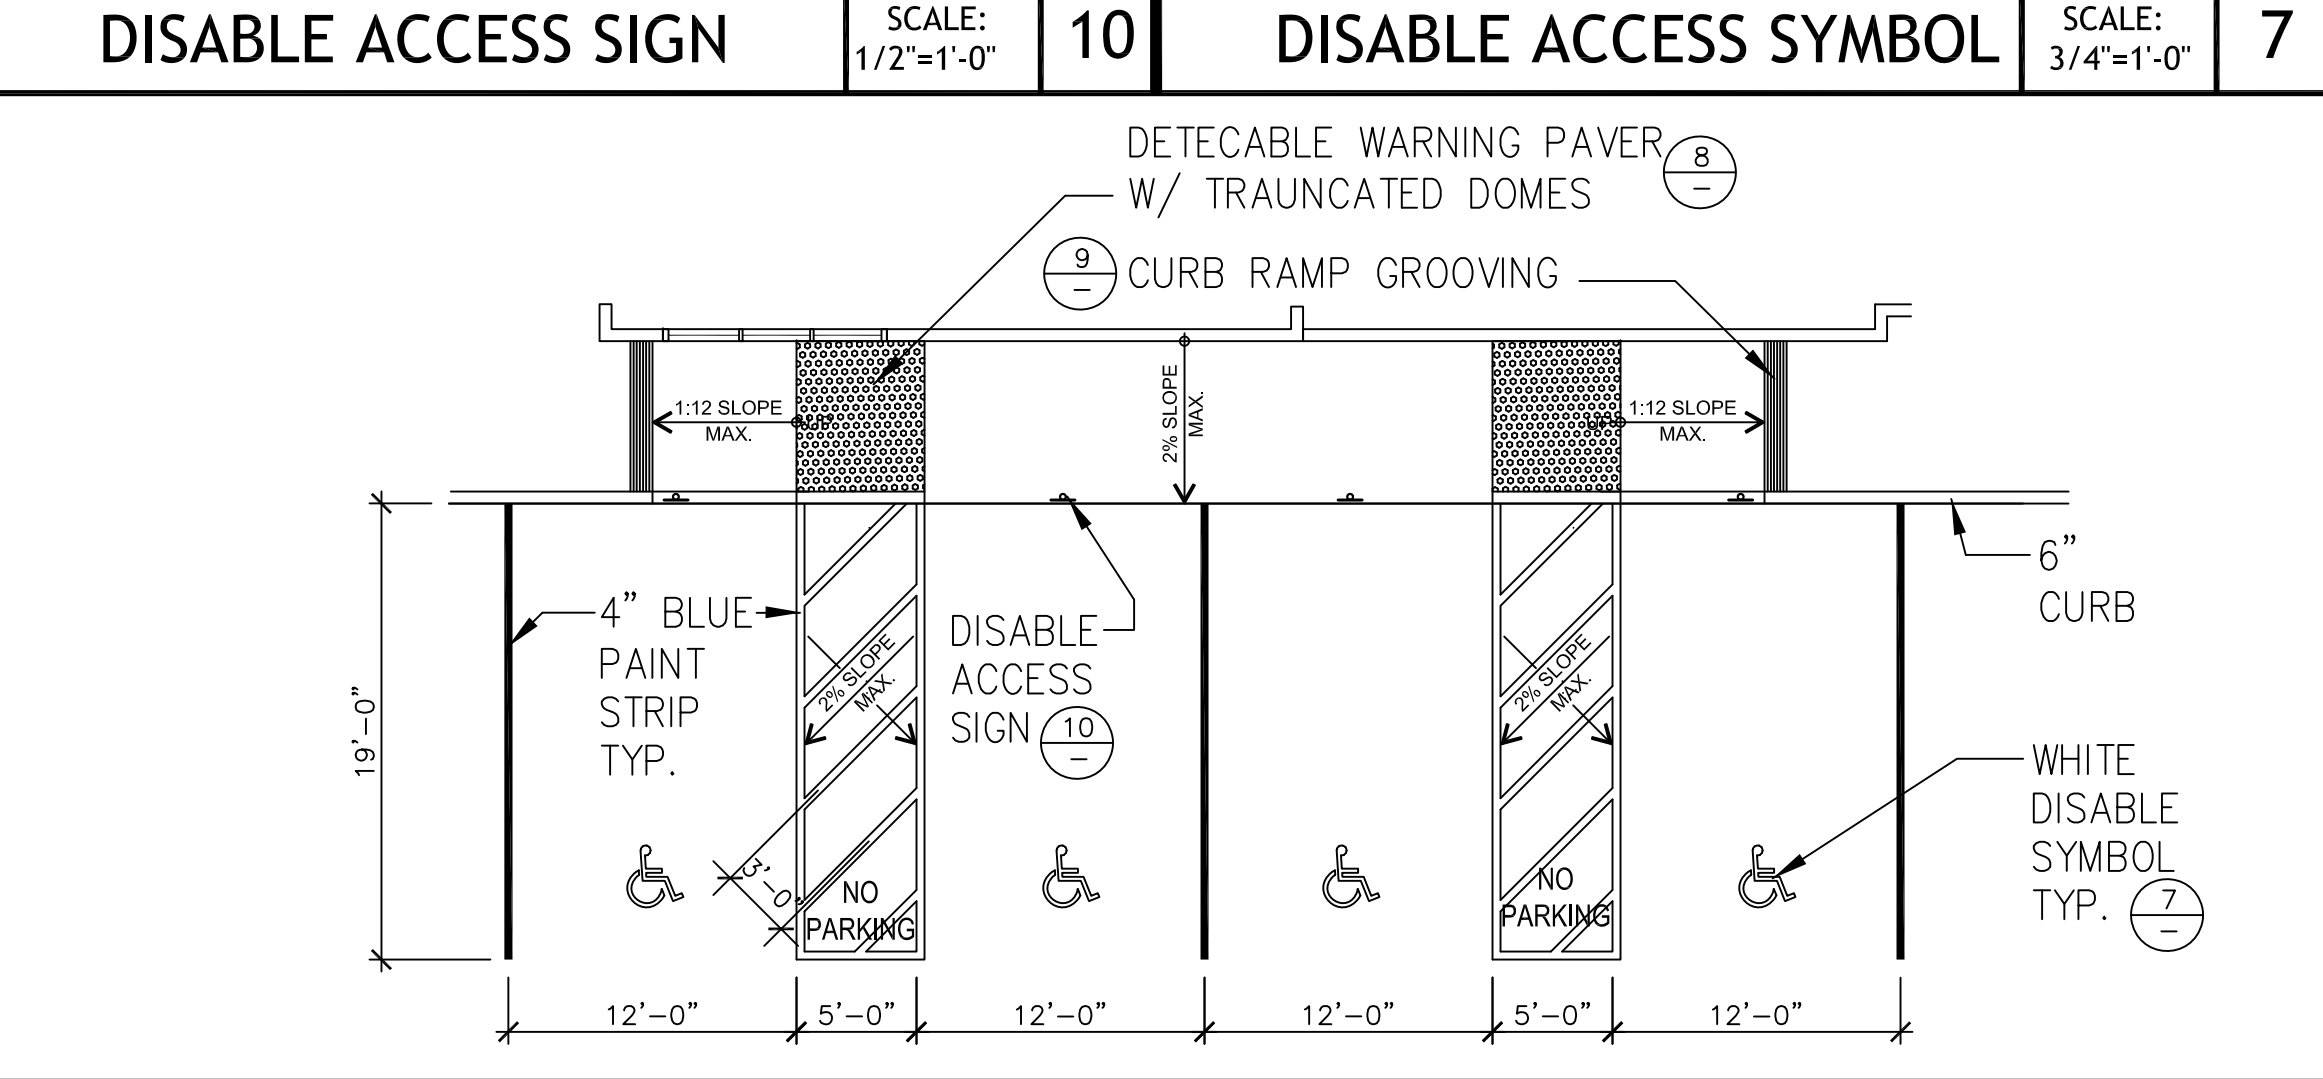 DISABLE ACCESS SIGN
SCALE:
1/2"=1'-0"
10
DISABLE ACCESS SYMBOL
SCALE:
3/4"=1'-0"
7
DETECABLE WARNING PAVER
W/ TRAUNCATED DOMES
8
–
9
–
CURB RAMP GROOVING
1:12 SLOPE
MAX.
UP
2% SLOPE
MAX.
UP
1:12 SLOPE
MAX.
6”
CURB
4” BLUE
PAINT
STRIP
TYP.
2% SLOPE
MAX.
DISABLE
ACCESS
SIGN
10
–
2% SLOPE
MAX.
19’–0”
WHITE
DISABLE
SYMBOL
TYP.
7
–
3’–0”
NO
PARKING
NO
PARKING
12’–0”
5’–0”
12’–0”
12’–0”
5’–0”
12’–0”